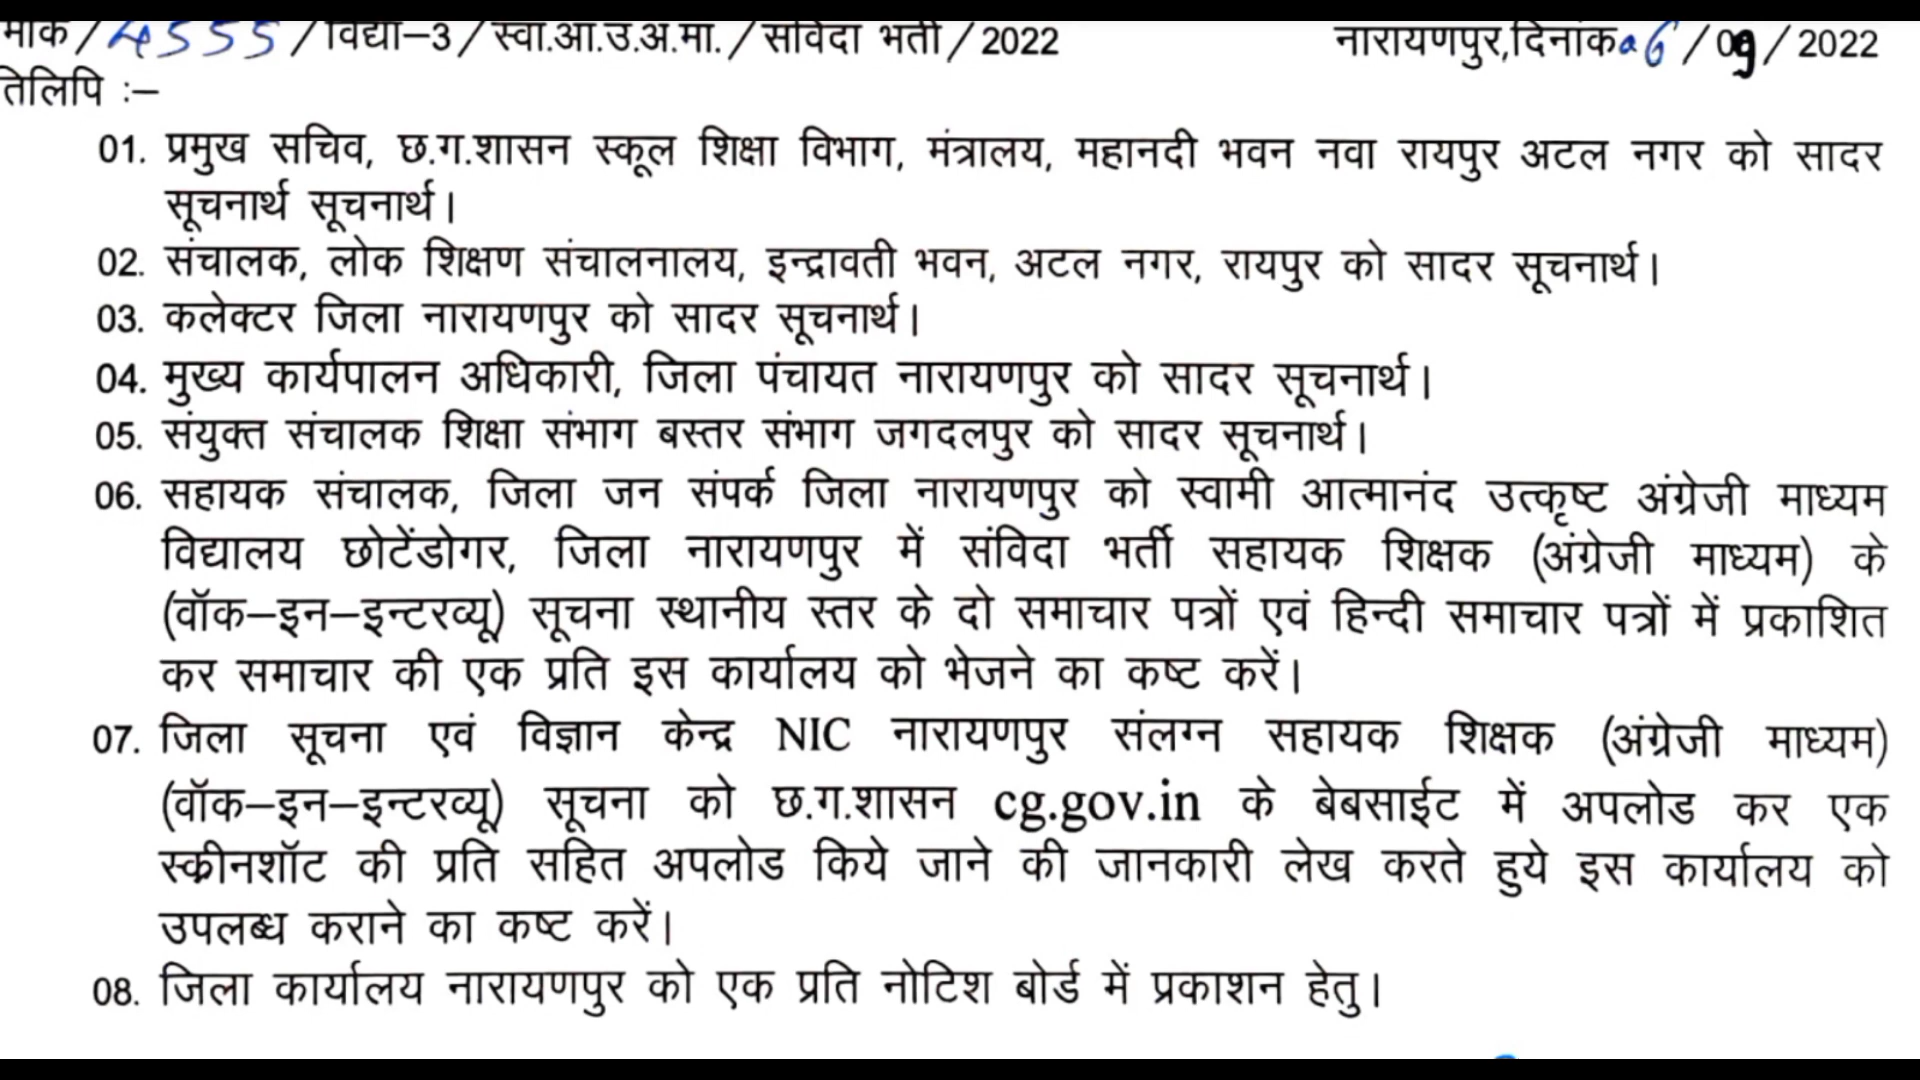 मांक/4555/विद्या–3/स्वा.आ.उ.अ.मा./संविदा भर्ती/2022 नारायणपुर,दिनांक 06/09/2022
तिलिपि :–
01. प्रमुख सचिव, छ.ग.शासन स्कूल शिक्षा विभाग, मंत्रालय, महानदी भवन नवा रायपुर अटल नगर को सादर
सूचनार्थ सूचनार्थ।
02. संचालक, लोक शिक्षण संचालनालय, इन्द्रावती भवन, अटल नगर, रायपुर को सादर सूचनार्थ।
03. कलेक्टर जिला नारायणपुर को सादर सूचनार्थ।
04. मुख्य कार्यपालन अधिकारी, जिला पंचायत नारायणपुर को सादर सूचनार्थ।
05. संयुक्त संचालक शिक्षा संभाग बस्तर संभाग जगदलपुर को सादर सूचनार्थ।
06. सहायक संचालक, जिला जन संपर्क जिला नारायणपुर को स्वामी आत्मानंद उत्कृष्ट अंग्रेजी माध्यम
विद्यालय छोटेंडोगर, जिला नारायणपुर में संविदा भर्ती सहायक शिक्षक (अंग्रेजी माध्यम) के
(वॉक–इन–इन्टरव्यू) सूचना स्थानीय स्तर के दो समाचार पत्रों एवं हिन्दी समाचार पत्रों में प्रकाशित
कर समाचार की एक प्रति इस कार्यालय को भेजने का कष्ट करें।
07. जिला सूचना एवं विज्ञान केन्द्र NIC नारायणपुर संलग्न सहायक शिक्षक (अंग्रेजी माध्यम)
(वॉक–इन–इन्टरव्यू) सूचना को छ.ग.शासन cg.gov.in के बेबसाईट में अपलोड कर एक
स्कीनशॉट की प्रति सहित अपलोड किये जाने की जानकारी लेख करते हुये इस कार्यालय को
उपलब्ध कराने का कष्ट करें।
08. जिला कार्यालय नारायणपुर को एक प्रति नोटिश बोर्ड में प्रकाशन हेतु।